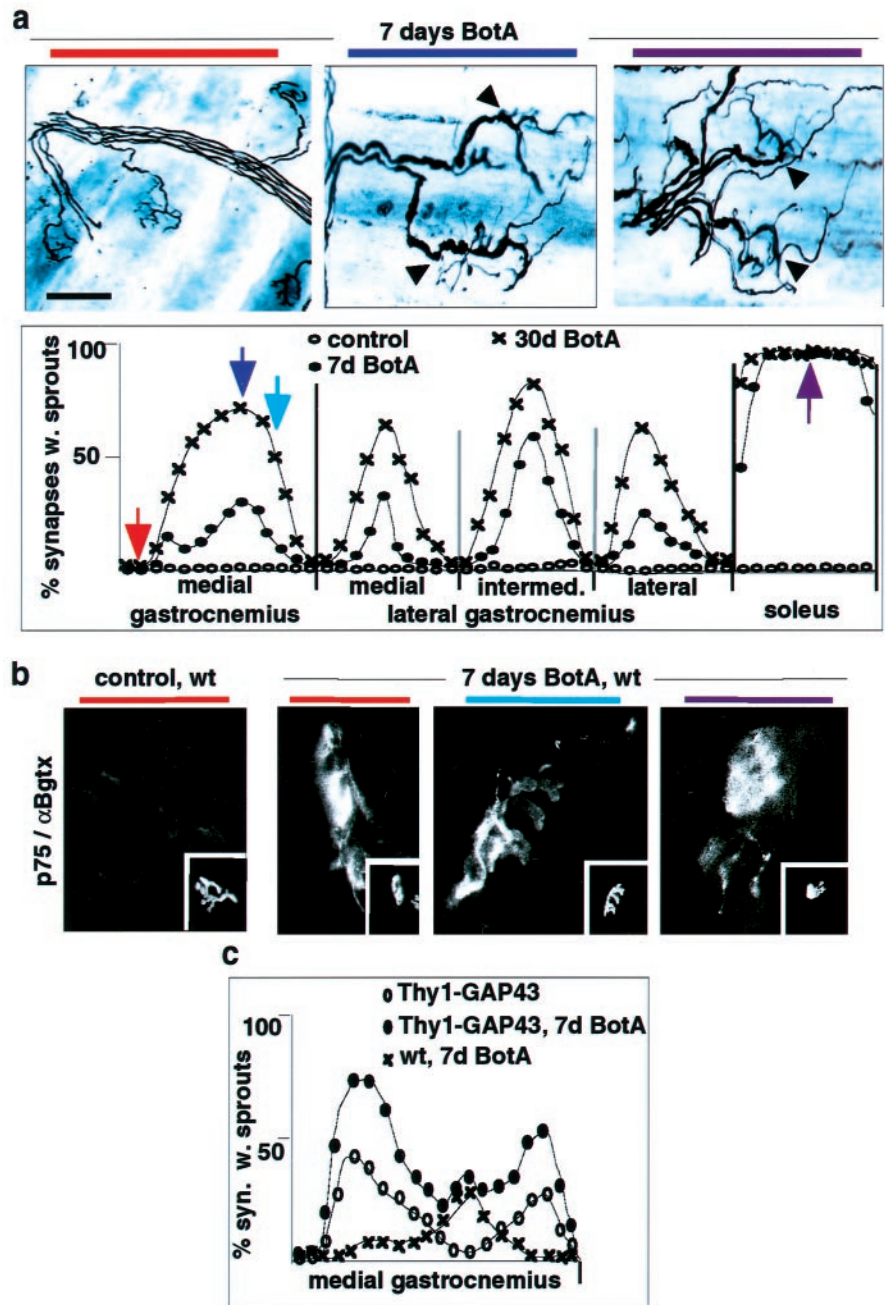 a
7 days BotA
100
50
% synapses w. sprouts
control
30d BotA
7d BotA
medial
medial
intermed.
lateral
gastrocnemius
lateral gastrocnemius
soleus
b
control, wt
7 days BotA, wt
p75 / αBgtx
c
Thy1-GAP43
Thy1-GAP43, 7d BotA
wt, 7d BotA
100
50
% syn. w. sprouts
medial gastrocnemius